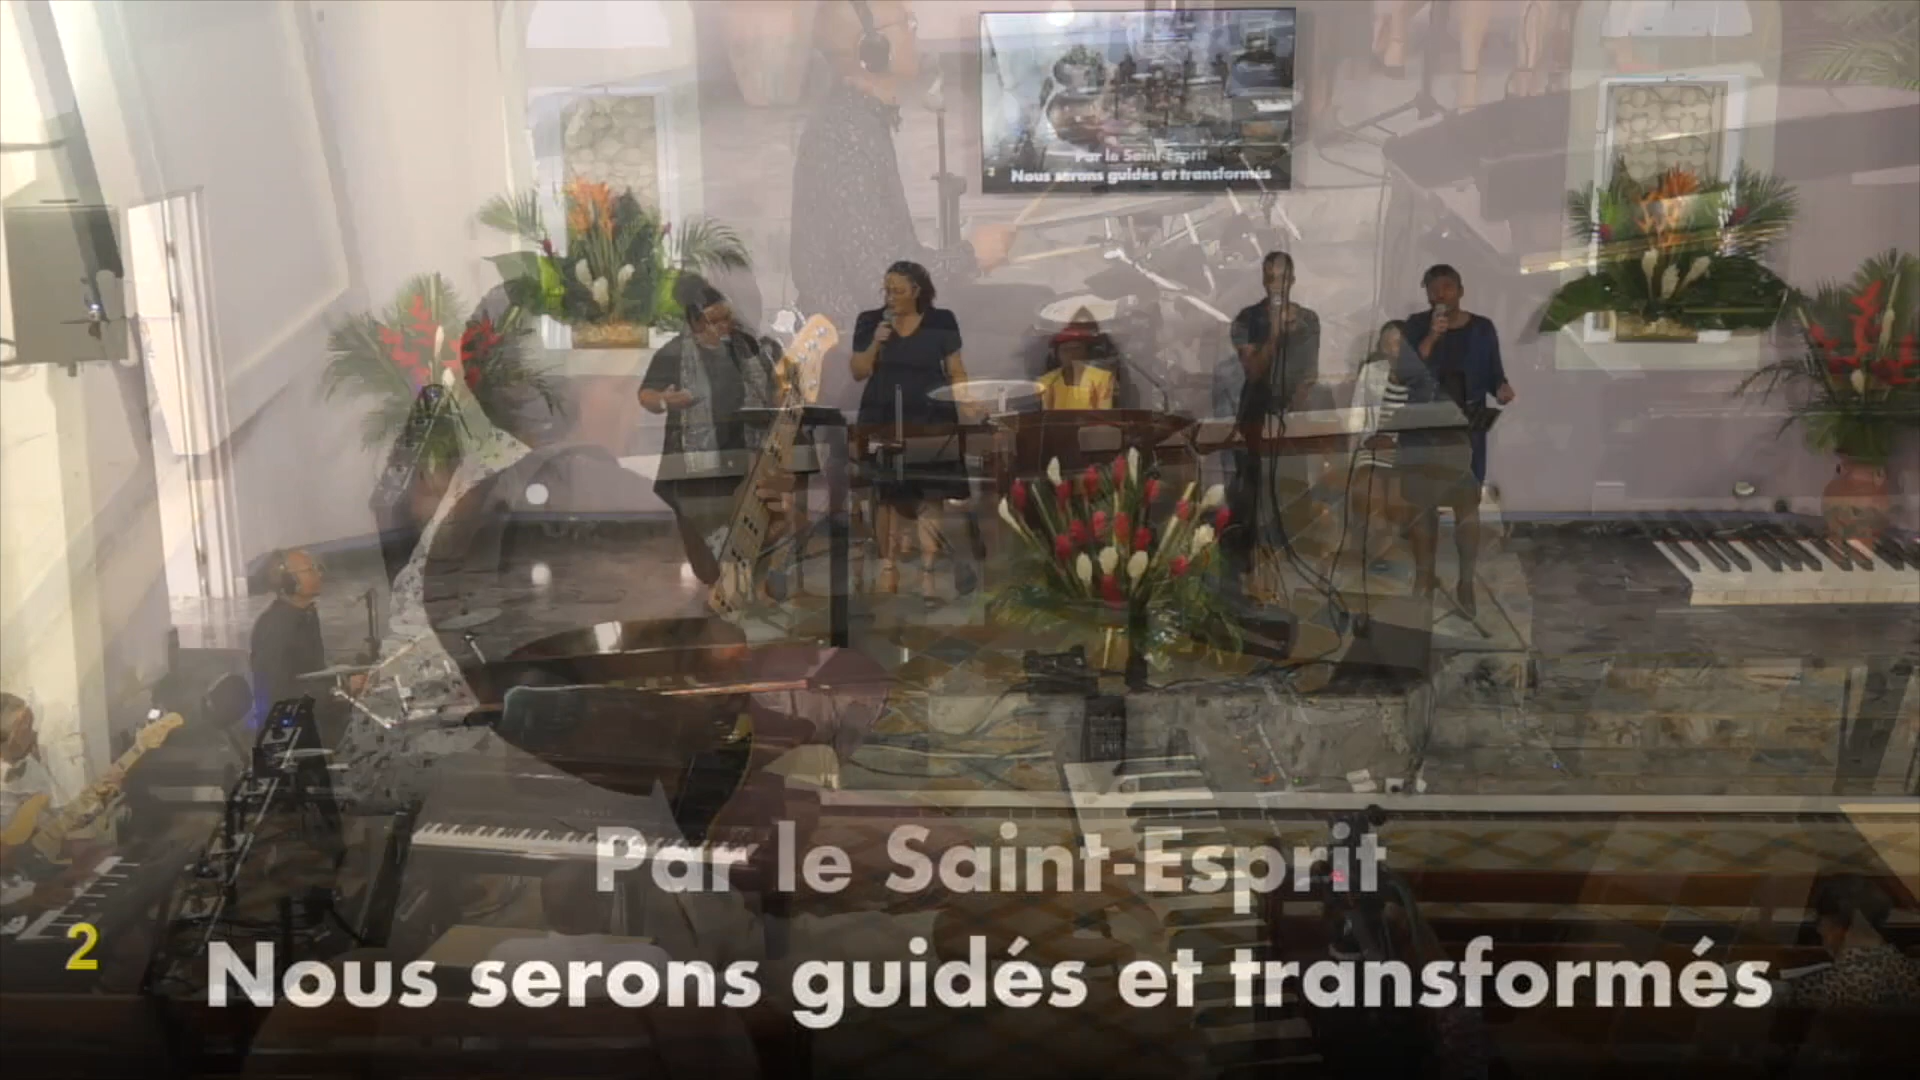 Par le Saint-Esprit
Nous serons guidés et transformés
Par le Saint-Esprit
2
Nous serons guidés et transformés